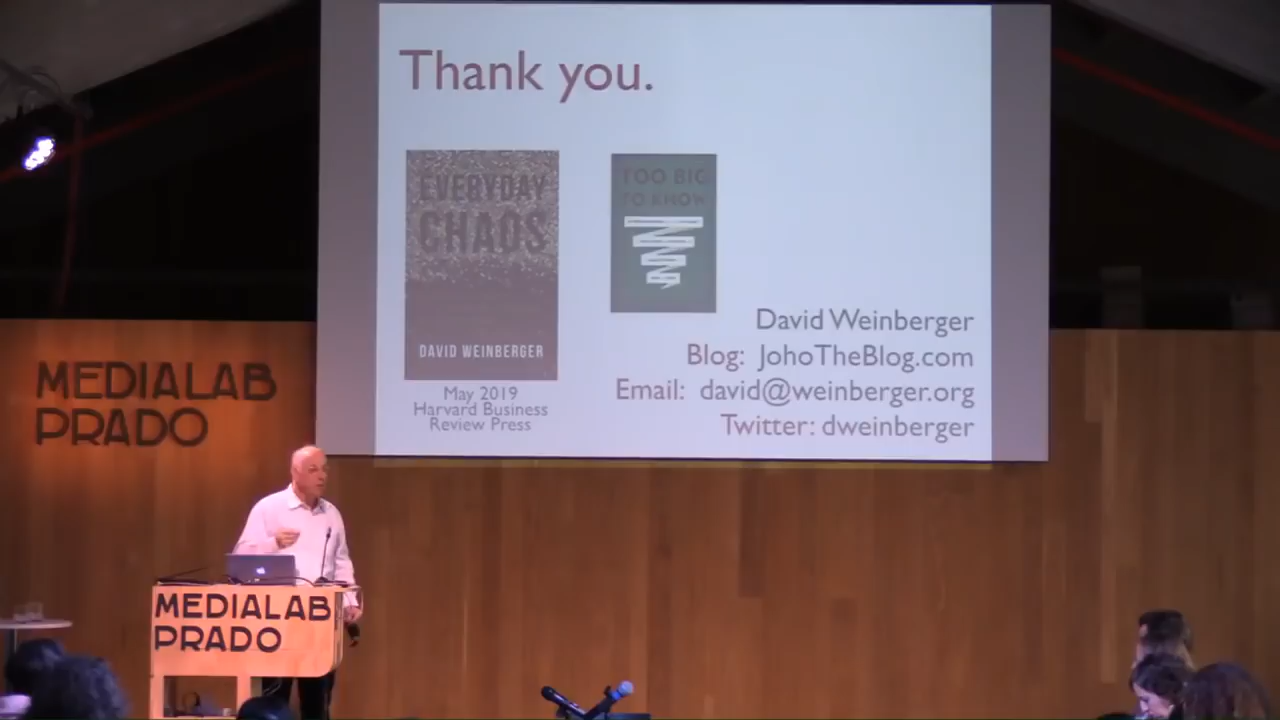 Thank you.
EVERYDAY
CHAOS
DAVID WEINBERGER
May 2019
Harvard Business
Review Press
TOO BIG
TO KNOW
David Weinberger
Blog: JohoTheBlog.com
Email: david@weinberger.org
Twitter: dweinberger
MEDIALAB
PRADO
MEDIALAB
PRADO